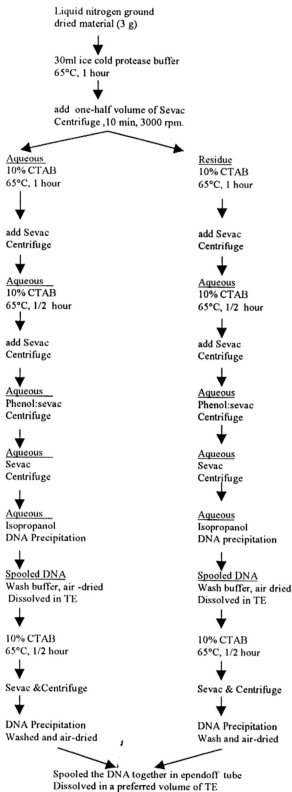 Liquid nitrogen ground
dried material (3 g)
30ml ice cold protease buffer
65°C, 1 hour
add one-half volume of Sevac
Centrifuge ,10 min, 3000 rpm.
Aqueous
10% CTAB
65°C, 1 hour
add Sevac
Centrifuge
Aqueous
10% CTAB
65°C, 1/2 hour
add Sevac
Centrifuge
Aqueous
Phenol:sevac
Centrifuge
Aqueous
Sevac
Centrifuge
Aqueous
Isopropanol
DNA Precipitation
Spooled DNA
Wash buffer, air -dried
Dissolved in TE
10% CTAB
65°C, 1/2 hour
Sevac &Centrifuge
DNA Precipitation
Washed and air-dried
Residue
10% CTAB
65°C, 1 hour
add Sevac
Centrifuge
Aqueous
10% CTAB
65°C, 1/2 hour
add Sevac
Centrifuge
Aqueous
Phenol:sevac
Centrifuge
Aqueous
Sevac
Centrifuge
Aqueous
Isopropanol
DNA precipitation
Spooled DNA
Wash buffer, air dried
Dissolved in TE
10% CTAB
65°C, 1/2 hour
Sevac & Centrifuge
DNA Precipitation
Wash and air-dried
Spooled the DNA together in ependoff tube
Dissolved in a preferred volume of TE